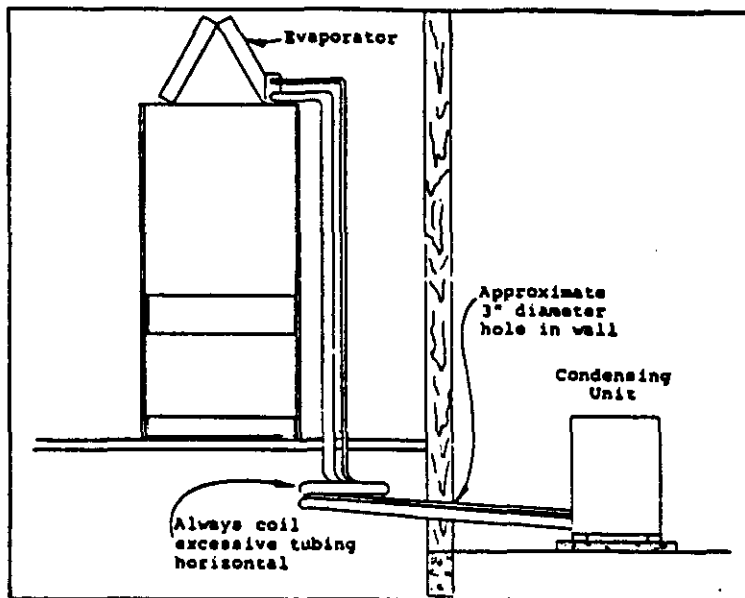 Evaporator
Approximate
3" diameter
hole in wall
Condensing
Unit
Always coil
excessive tubing
horizontal